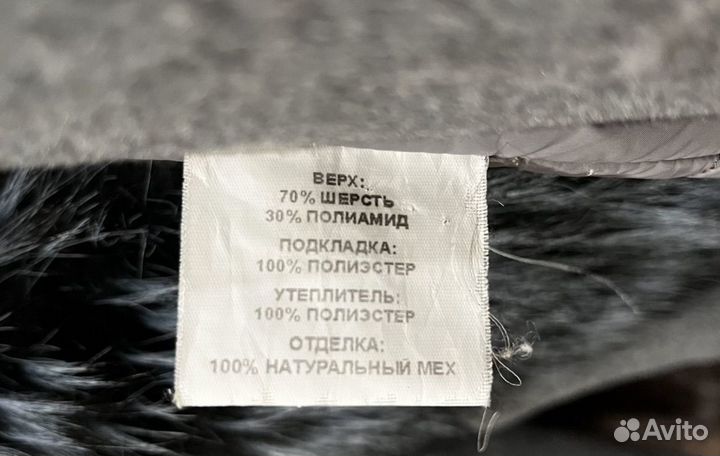 ВЕРХ:
70% ШЕРСТЬ
30% ПОЛИАМИД
ПОДКЛАДКА:
100% ПОЛИЭСТЕР
УТЕПЛИТЕЛЬ:
100% ПОЛИЭСТЕР
ОТДЕЛКА:
100% НАТУРАЛЬНЫЙ МЕХ
Avito